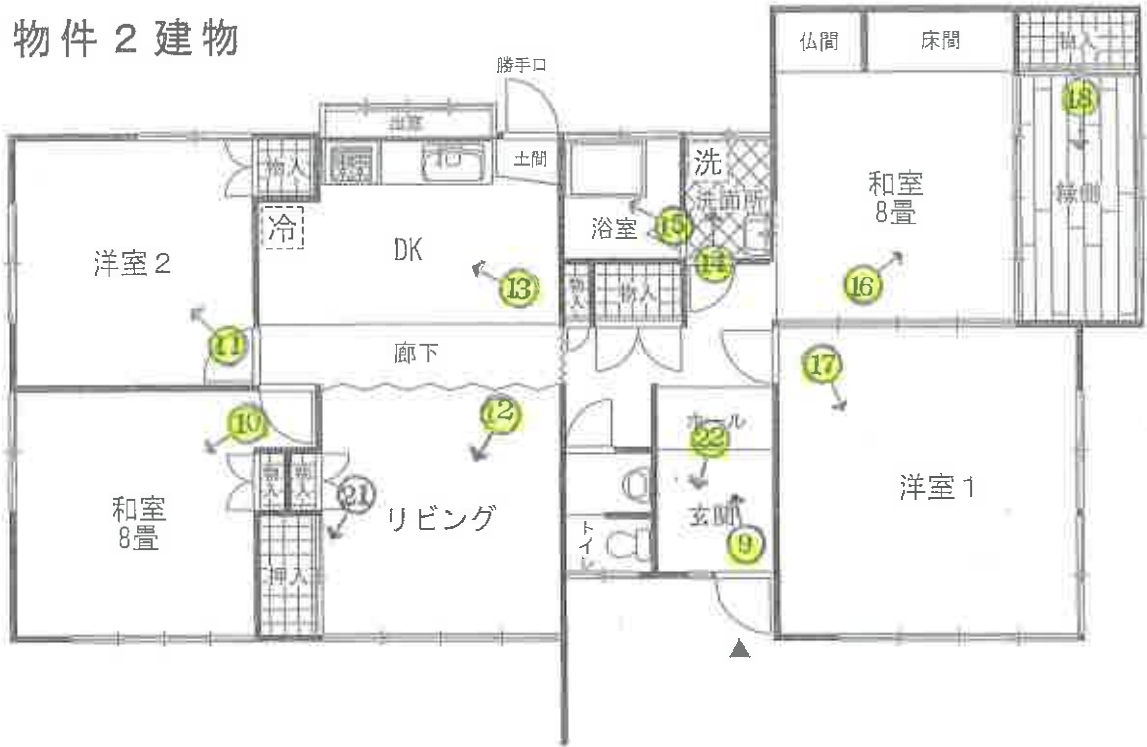 物件２建物
仏間
床間
物入
勝手口
出窓
18
物入
土間
洗
和室
8畳
洗面所
縁側
冷
浴室
15
洋室２
DK
14
13
物入
物入
16
11
廊下
17
10
12
ホール
22
物入
物入
21
洋室１
和室
8畳
リビング
玄関
9
トイレ
押入
▲